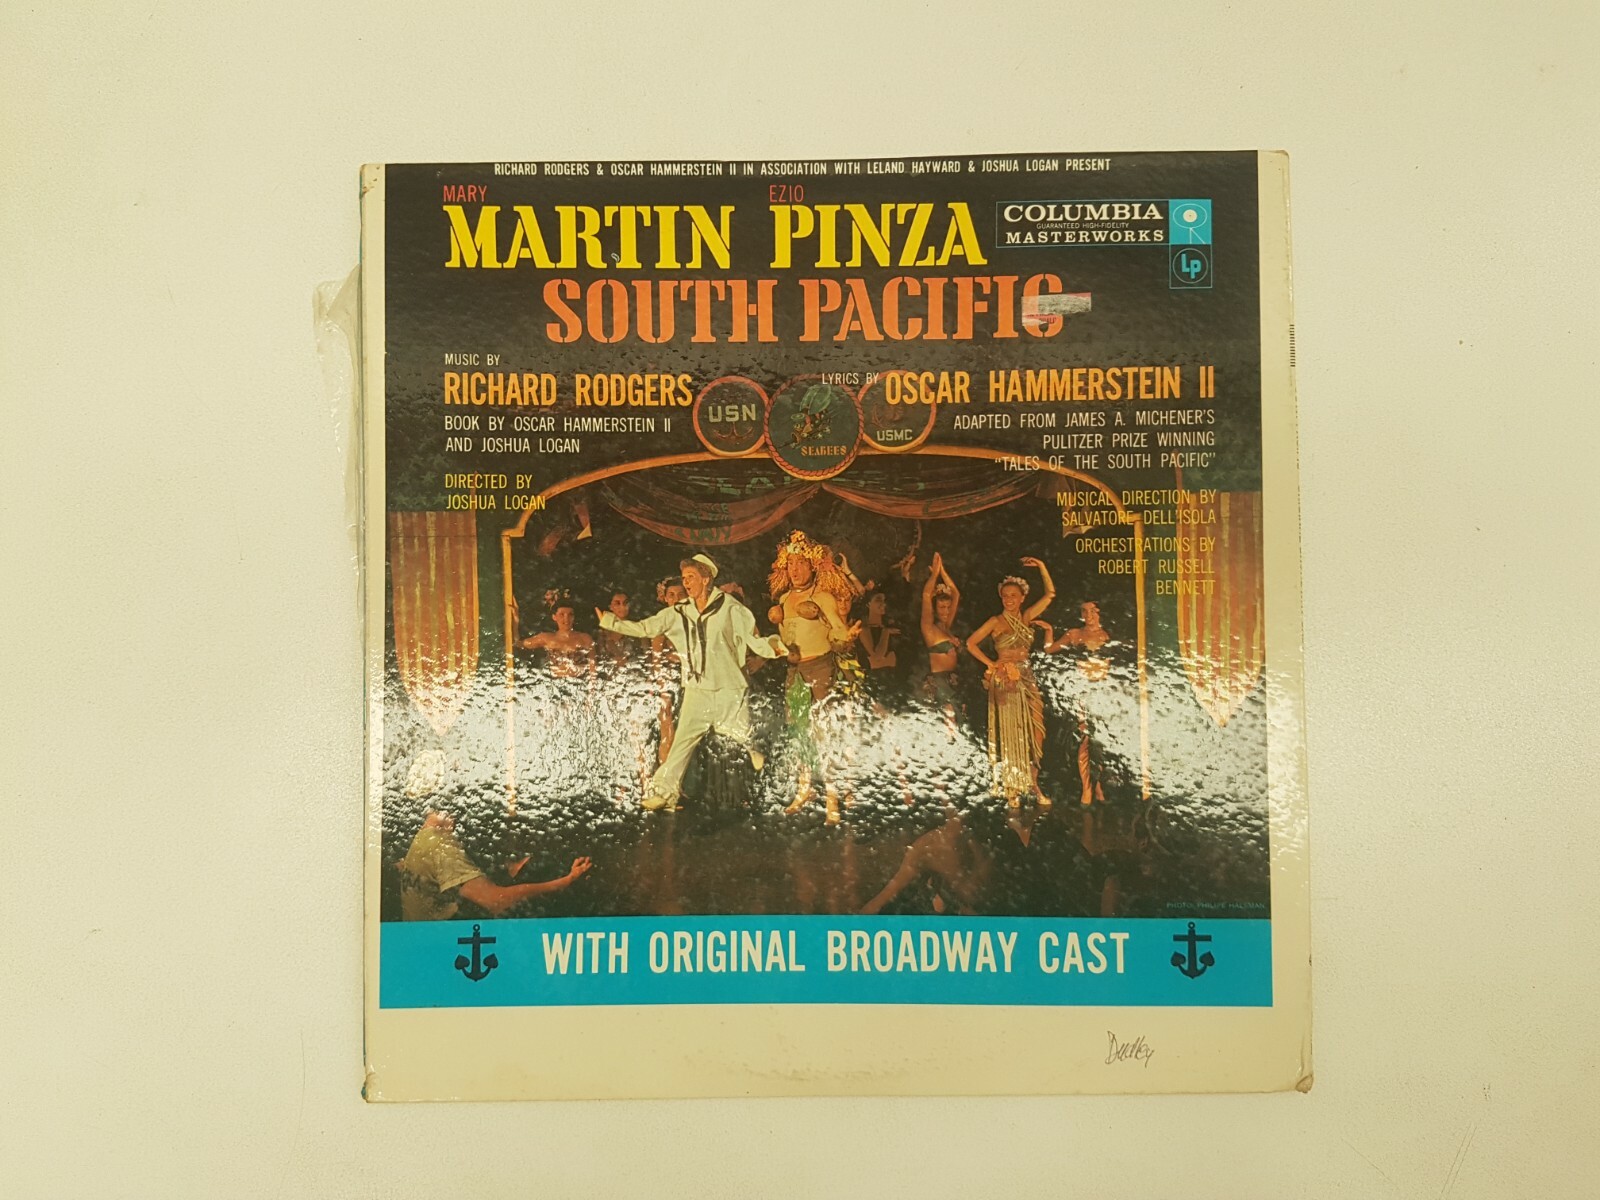 RICHARD RODGERS & OSCAR HAMMERSTEIN II IN ASSOCIATION WITH LELAND HAYWARD & JOSHUA LOGAN PRESENT
MARY EZIO
MARTIN PINZA
COLUMBIA
GUARANTEED HIGH-FIDELITY
MASTERWORKS
Lp
SOUTH PACIFIC
MUSIC BY
RICHARD RODGERS
LYRICS BY OSCAR HAMMERSTEIN II
BOOK BY OSCAR HAMMERSTEIN II
AND JOSHUA LOGAN
USN
SEABEES
USMC
ADAPTED FROM JAMES A. MICHENER'S
PULITZER PRIZE WINNING
"TALES OF THE SOUTH PACIFIC"
DIRECTED BY
JOSHUA LOGAN
MUSICAL DIRECTION BY
SALVATORE DELL'ISOLA
ORCHESTRATIONS BY
ROBERT RUSSELL
BENNETT
PHOTO: PHILIPPE HALSMAN
WITH ORIGINAL BROADWAY CAST
Dudley